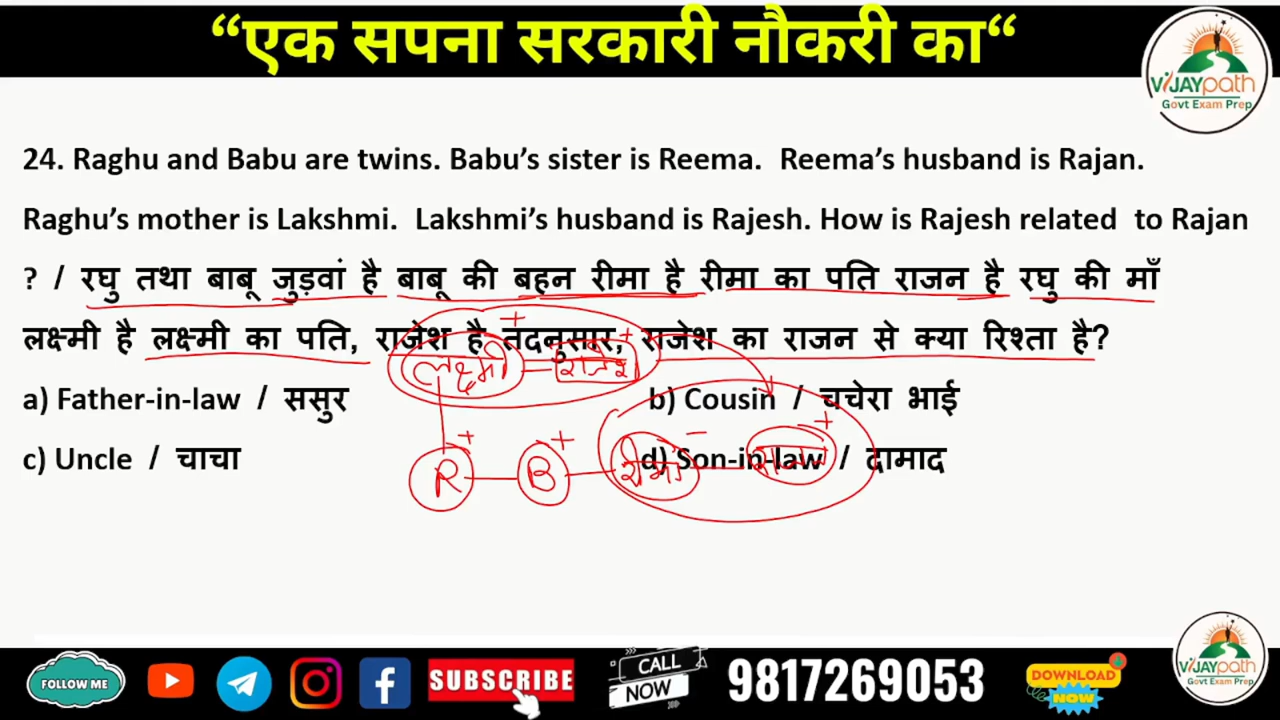 “एक सपना सरकारी नौकरी का“
VIJAYpath
Govt Exam Prep
24. Raghu and Babu are twins. Babu’s sister is Reema.  Reema’s husband is Rajan.
Raghu’s mother is Lakshmi.  Lakshmi’s husband is Rajesh. How is Rajesh related  to Rajan
? / रघु तथा बाबू जुड़वां है बाबू की बहन रीमा है रीमा का पति राजन है रघु की माँ
लक्ष्मी है लक्ष्मी का पति, राजेश है तदनुसार, राजेश का राजन से क्या रिश्ता है?
लक्ष्मी + राजेश +
a) Father-in-law / ससुर b) Cousin / चचेरा भाई
c) Uncle / चाचा d) Son-in-law / दामाद
R + B + रीमा - राजन +
FOLLOW ME SUBSCRIBE CALL NOW 9817269053 DOWNLOAD NOW
VIJAYpath
Govt Exam Prep